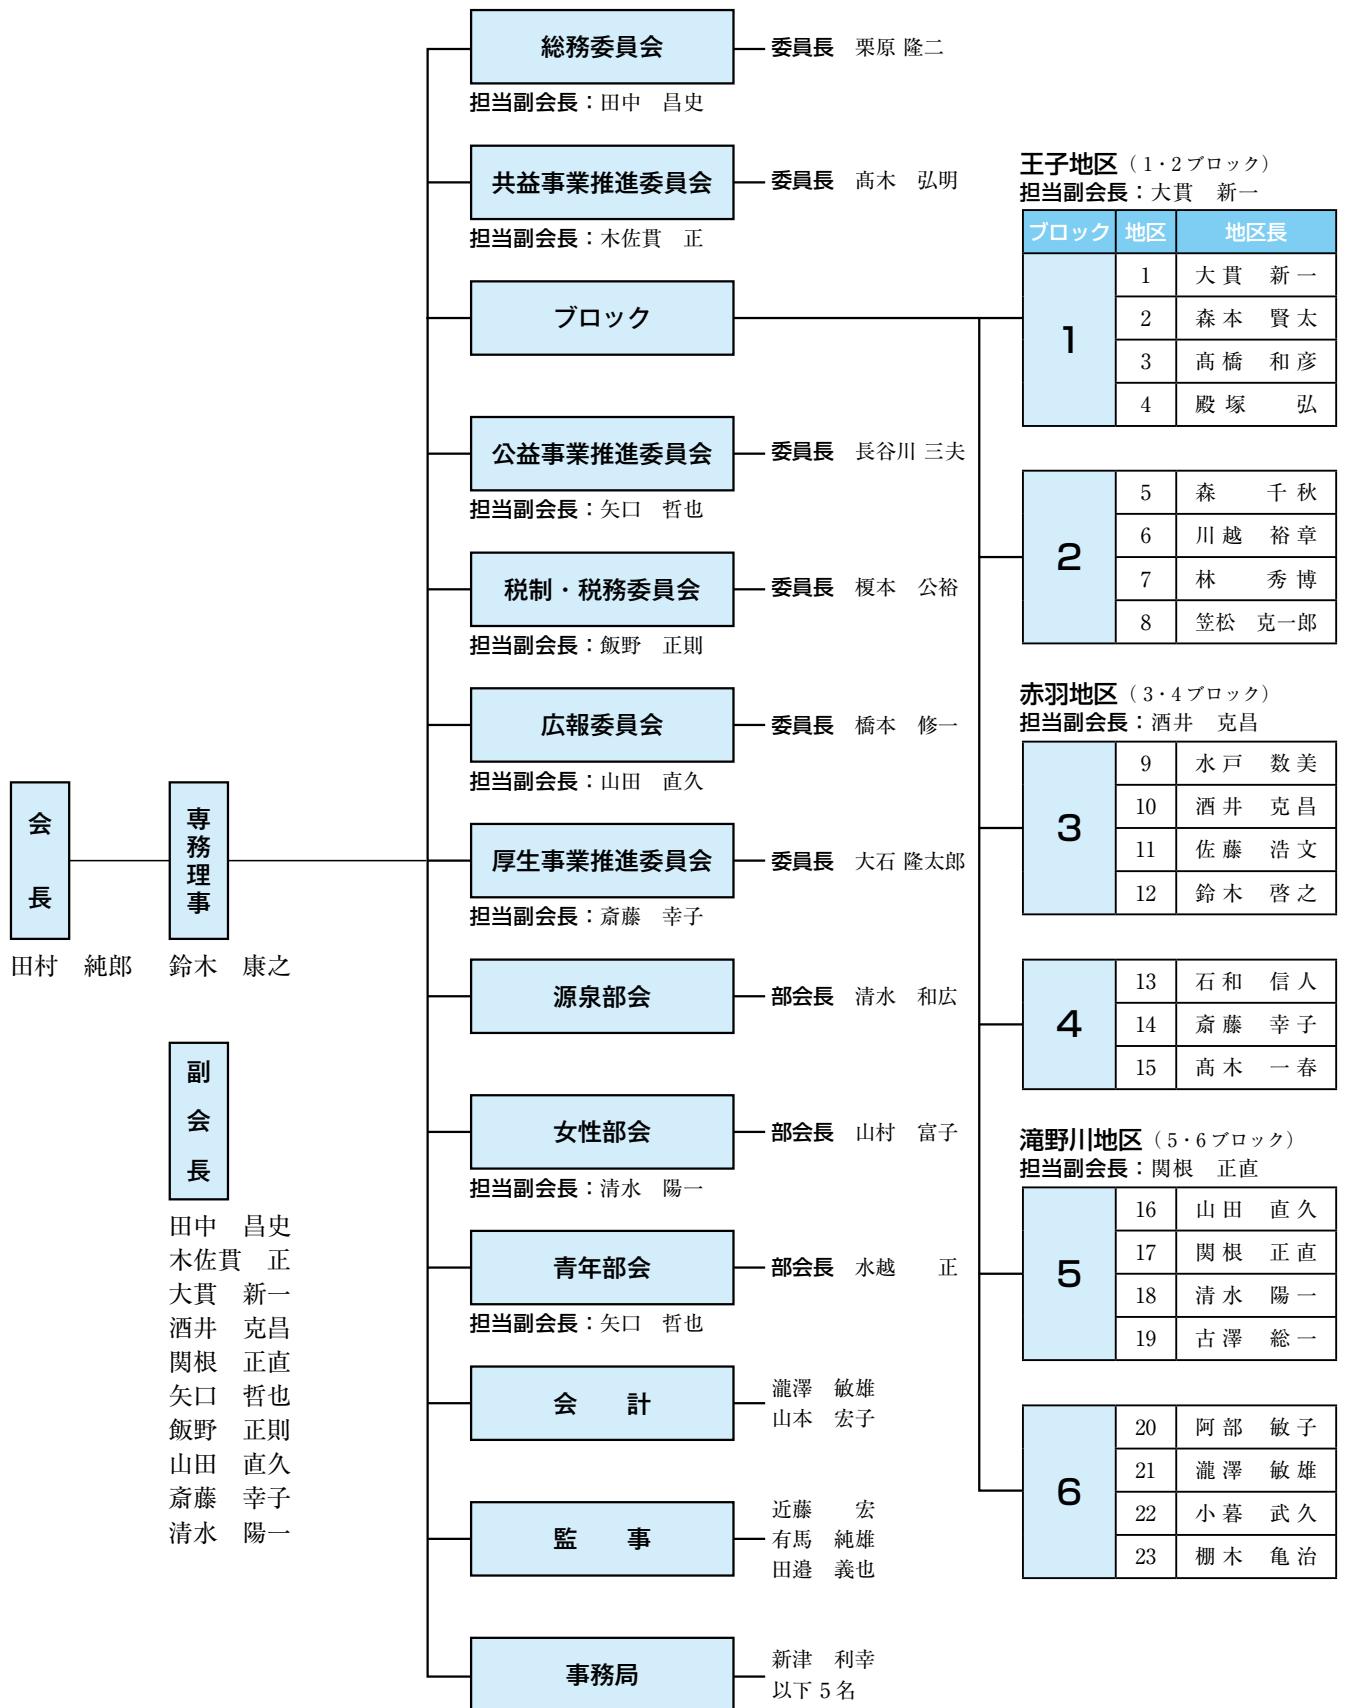 会長
田村　純郎
専務理事
鈴木　康之
副会長
田中　昌史
木佐貫　正
大貫　新一
酒井　克昌
関根　正直
矢口　哲也
飯野　正則
山田　直久
斎藤　幸子
清水　陽一
総務委員会
委員長　栗原 隆二
担当副会長：田中　昌史
共益事業推進委員会
委員長　髙木　弘明
担当副会長：木佐貫　正
ブロック
公益事業推進委員会
委員長　長谷川 三夫
担当副会長：矢口　哲也
税制・税務委員会
委員長　榎本　公裕
担当副会長：飯野　正則
広報委員会
委員長　橋本　修一
担当副会長：山田　直久
厚生事業推進委員会
委員長　大石 隆太郎
担当副会長：斎藤　幸子
源泉部会
部会長　清水　和広
女性部会
部会長　山村　富子
担当副会長：清水　陽一
青年部会
部会長　水越　　正
担当副会長：矢口　哲也
会　計
瀧澤　敏雄
山本　宏子
監　事
近藤　　宏
有馬　純雄
田邉　義也
事務局
新津　利幸
以下 5 名
王子地区（1・2 ブロック）
担当副会長：大貫　新一
ブロック　地区　地区長
1
1　大貫　新一
2　森本　賢太
3　髙橋　和彦
4　殿塚　　弘
2
5　森　　千秋
6　川越　裕章
7　林　　秀博
8　笠松　克一郎
赤羽地区（3・4 ブロック）
担当副会長：酒井　克昌
3
9　水戸　数美
10　酒井　克昌
11　佐藤　浩文
12　鈴木　啓之
4
13　石和　信人
14　斎藤　幸子
15　髙木　一春
滝野川地区（5・6 ブロック）
担当副会長：関根　正直
5
16　山田　直久
17　関根　正直
18　清水　陽一
19　古澤　総一
6
20　阿部　敏子
21　瀧澤　敏雄
22　小暮　武久
23　棚木　亀治